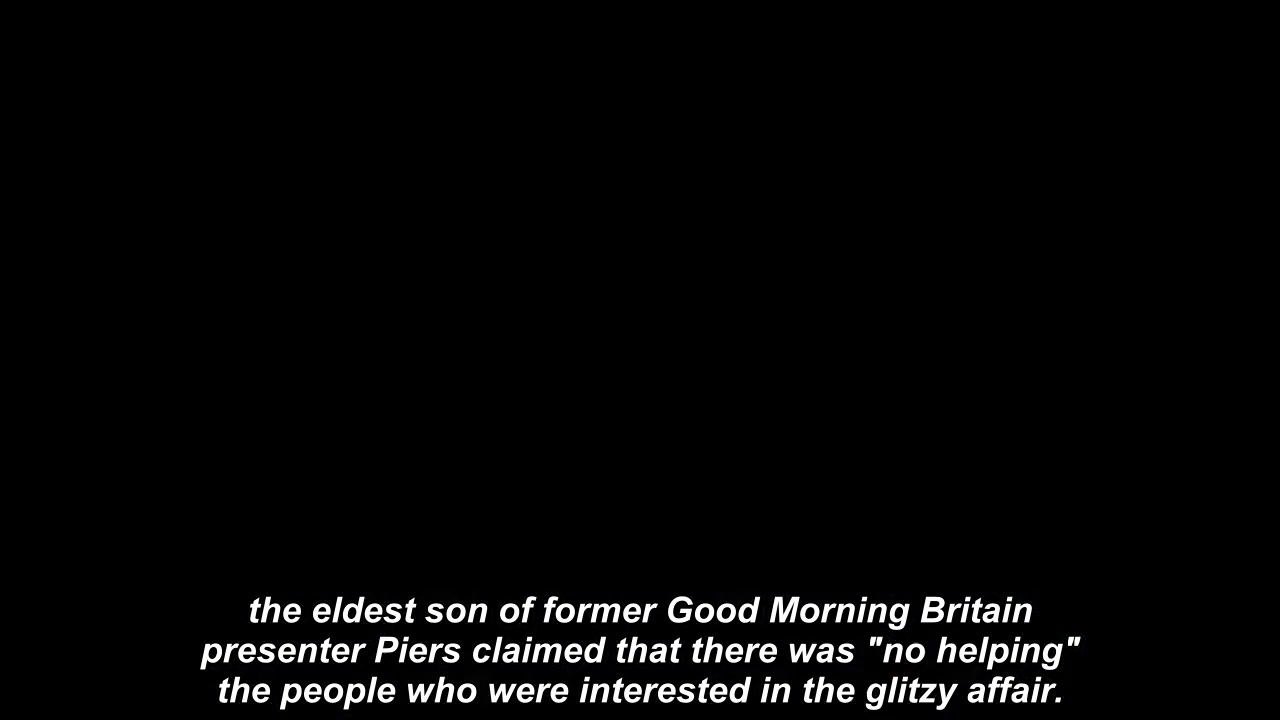 the eldest son of former Good Morning Britain
presenter Piers claimed that there was "no helping"
the people who were interested in the glitzy affair.